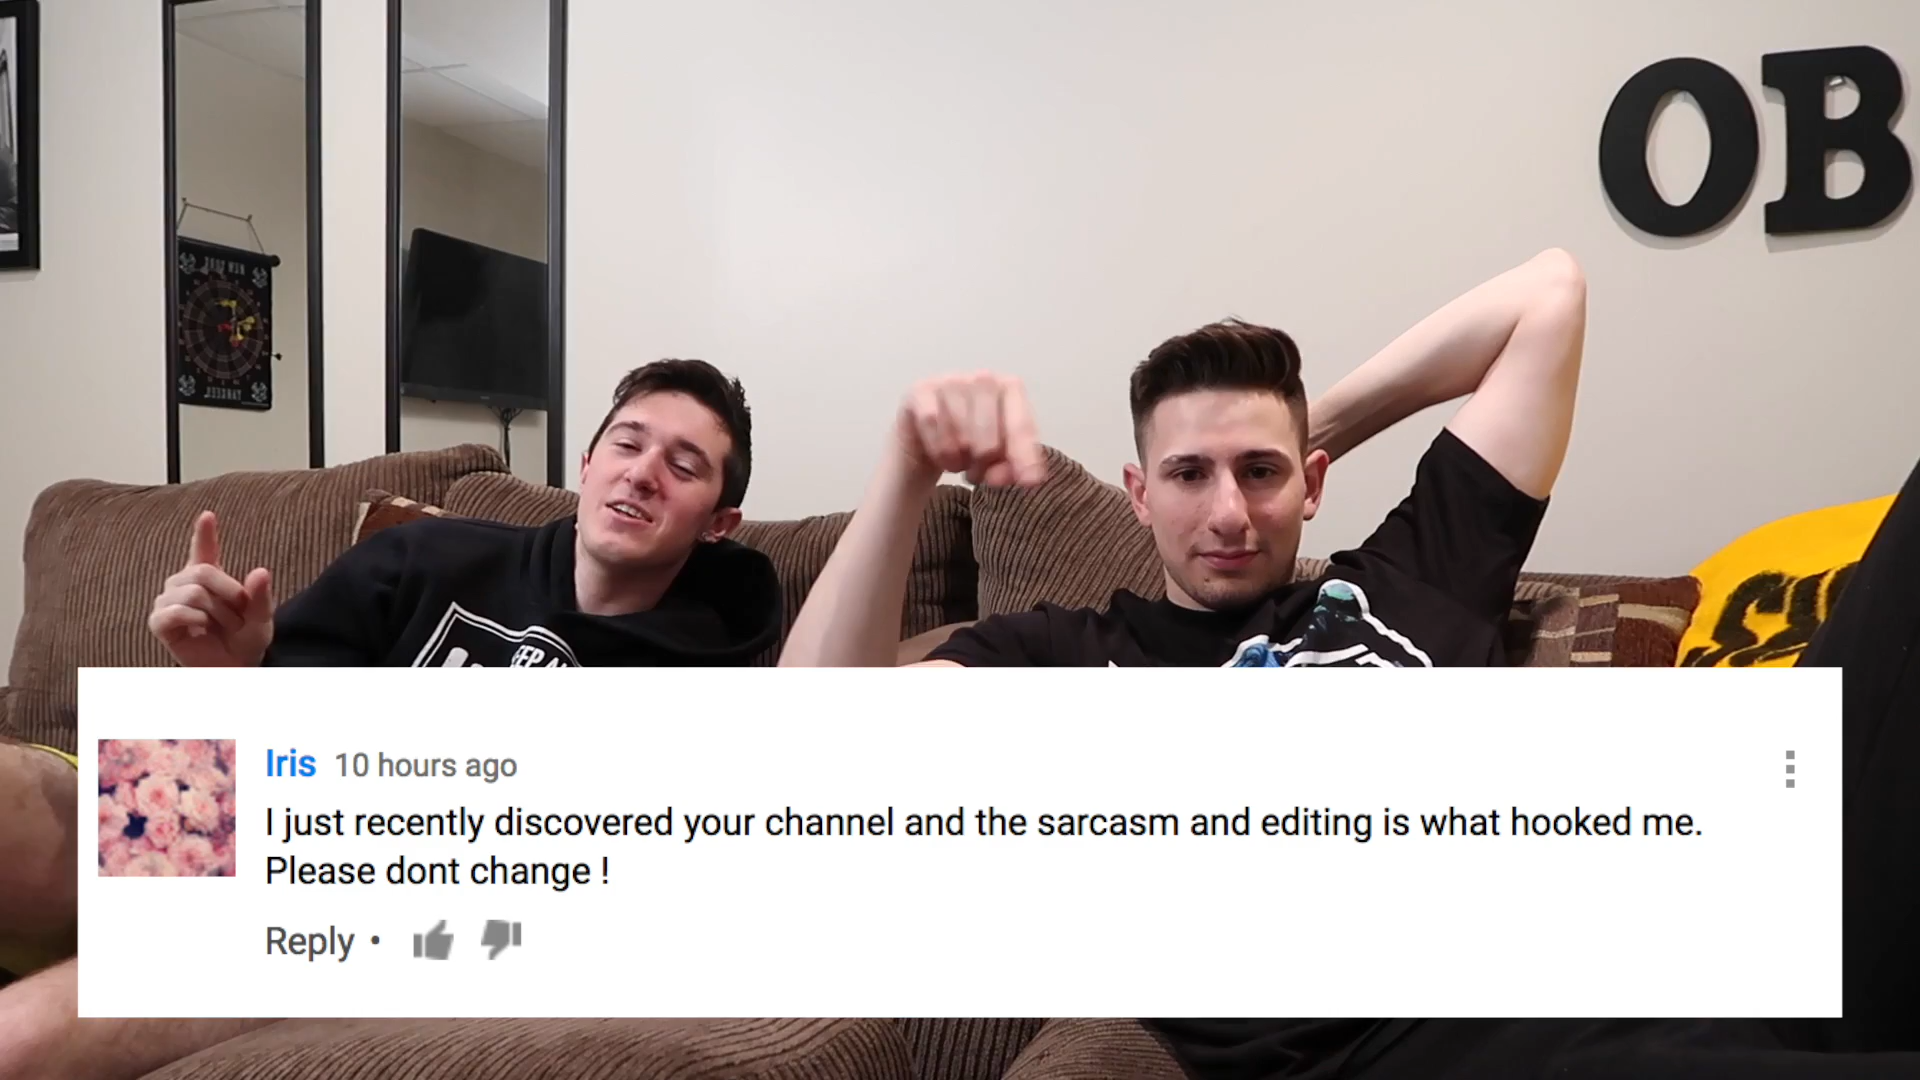 OB
Iris 10 hours ago
I just recently discovered your channel and the sarcasm and editing is what hooked me.
Please dont change !
Reply •